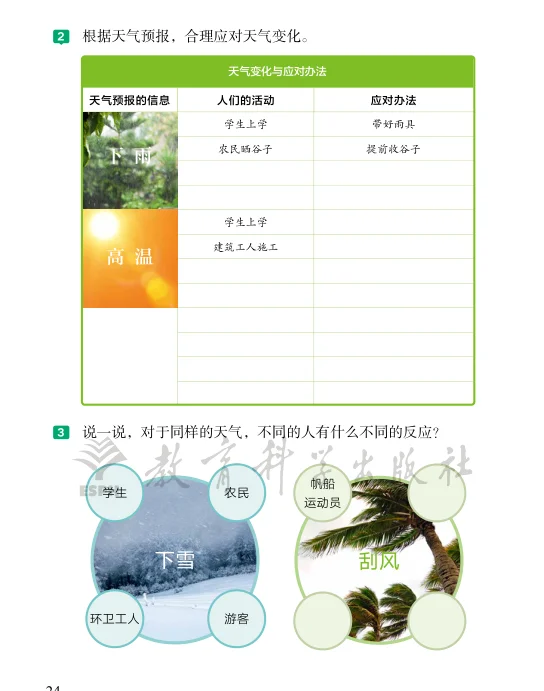 2 根据天气预报，合理应对天气变化。
天气变化与应对办法
天气预报的信息 人们的活动 应对办法
下 雨
学生上学 带好雨具
农民晒谷子 提前收谷子
高 温
学生上学
建筑工人施工
3 说一说，对于同样的天气，不同的人有什么不同的反应？
教育科学出版社
学生 农民
下雪
环卫工人 游客
帆船
运动员
刮风